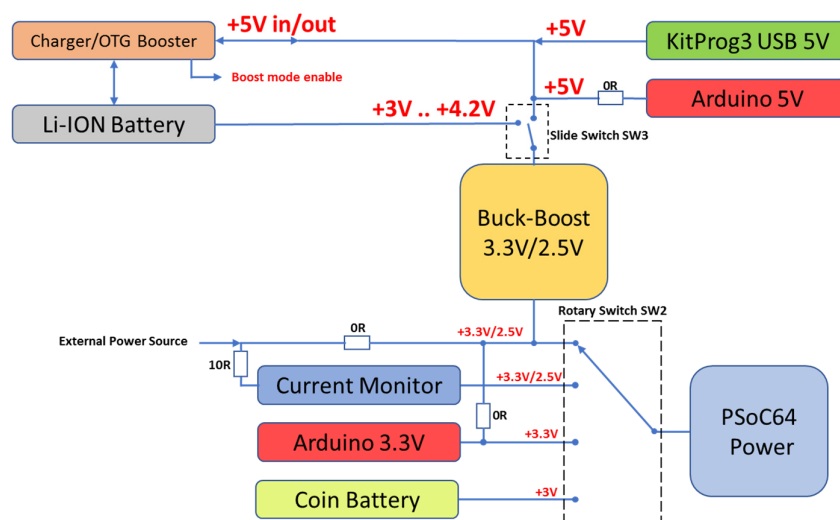 +5V in/out
Charger/OTG Booster
+5V
KitProg3 USB 5V
Boost mode enable
+5V
0R
Arduino 5V
+3V .. +4.2V
Li-ION Battery
Slide Switch SW3
Buck-Boost
3.3V/2.5V
Rotary Switch SW2
0R
External Power Source
+3.3V/2.5V
10R
Current Monitor
+3.3V/2.5V
PSoC64
Power
0R
Arduino 3.3V
+3.3V
Coin Battery
+3V